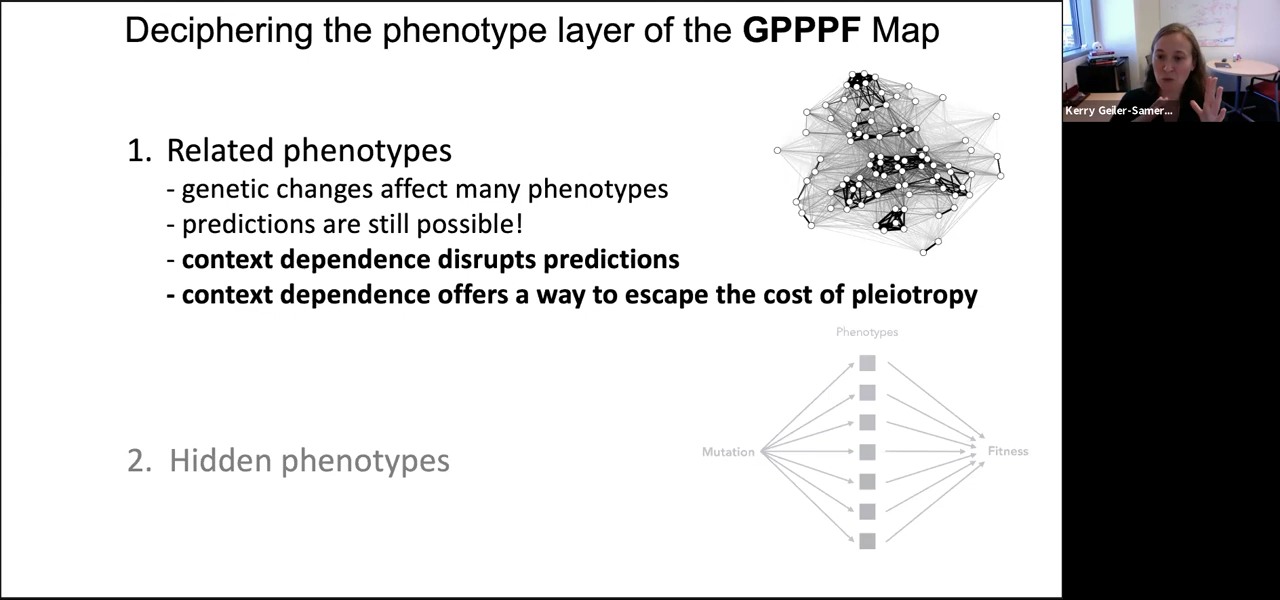 Deciphering the phenotype layer of the GPPPF Map
Kerry Geiler-Samer...
1. Related phenotypes
- genetic changes affect many phenotypes
- predictions are still possible!
- context dependence disrupts predictions
- context dependence offers a way to escape the cost of pleiotropy
Phenotypes
Mutation
Fitness
2. Hidden phenotypes